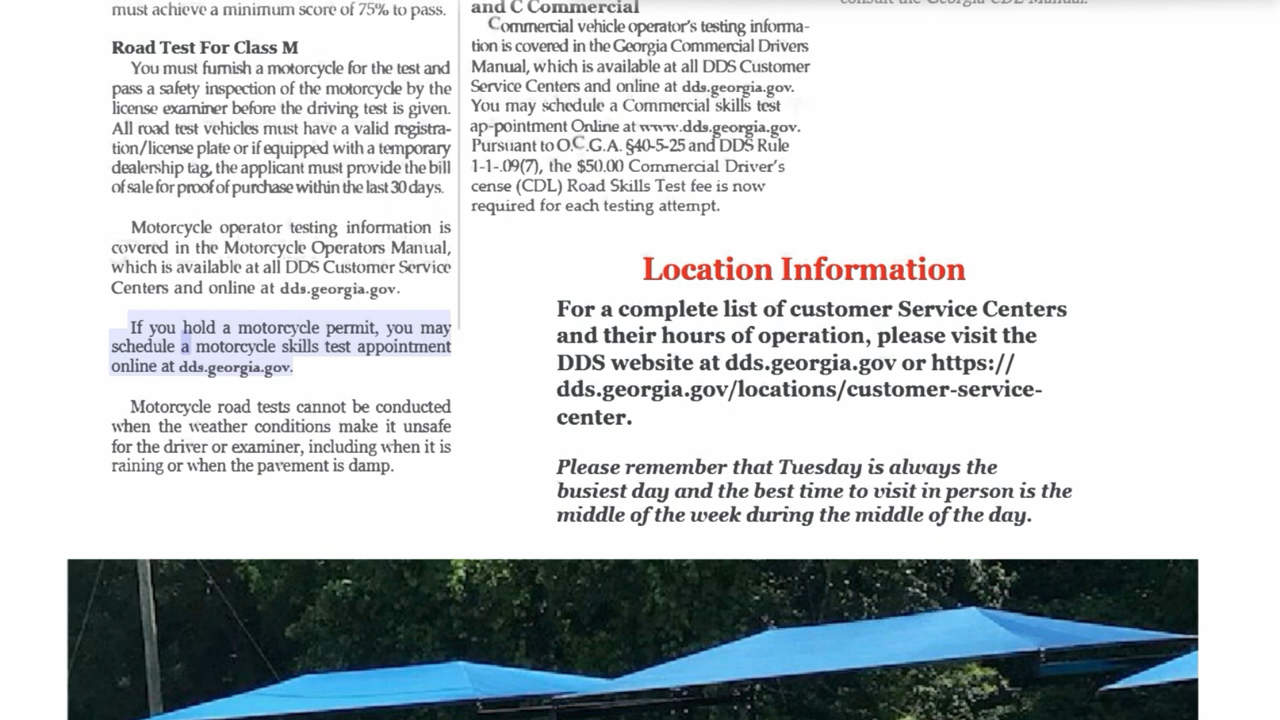 must achieve a minimum score of 75% to pass.
Road Test For Class M
You must furnish a motorcycle for the test and
pass a safety inspection of the motorcycle by the
license examiner before the driving test is given.
All road test vehicles must have a valid registra-
tion/license plate or if equipped with a temporary
dealership tag, the applicant must provide the bill
of sale for proof of purchase within the last 30 days.
Motorcycle operator testing information is
covered in the Motorcycle Operators Manual,
which is available at all DDS Customer Service
Centers and online at dds.georgia.gov.
If you hold a motorcycle permit, you may
schedule a motorcycle skills test appointment
online at dds.georgia.gov.
Motorcycle road tests cannot be conducted
when the weather conditions make it unsafe
for the driver or examiner, including when it is
raining or when the pavement is damp.
and C Commercial
Commercial vehicle operator's testing informa-
tion is covered in the Georgia Commercial Drivers
Manual, which is available at all DDS Customer
Service Centers and online at dds.georgia.gov.
You may schedule a Commercial skills test
ap-pointment Online at www.dds.georgia.gov.
Pursuant to O.C.G.A. §40-5-25 and DDS Rule
1-1-.09(7), the $50.00 Commercial Driver's
cense (CDL) Road Skills Test fee is now
required for each testing attempt.
consult the Georgia CDL Manual.
Location Information
For a complete list of customer Service Centers
and their hours of operation, please visit the
DDS website at dds.georgia.gov or https://
dds.georgia.gov/locations/customer-service-
center.
Please remember that Tuesday is always the
busiest day and the best time to visit in person is the
middle of the week during the middle of the day.